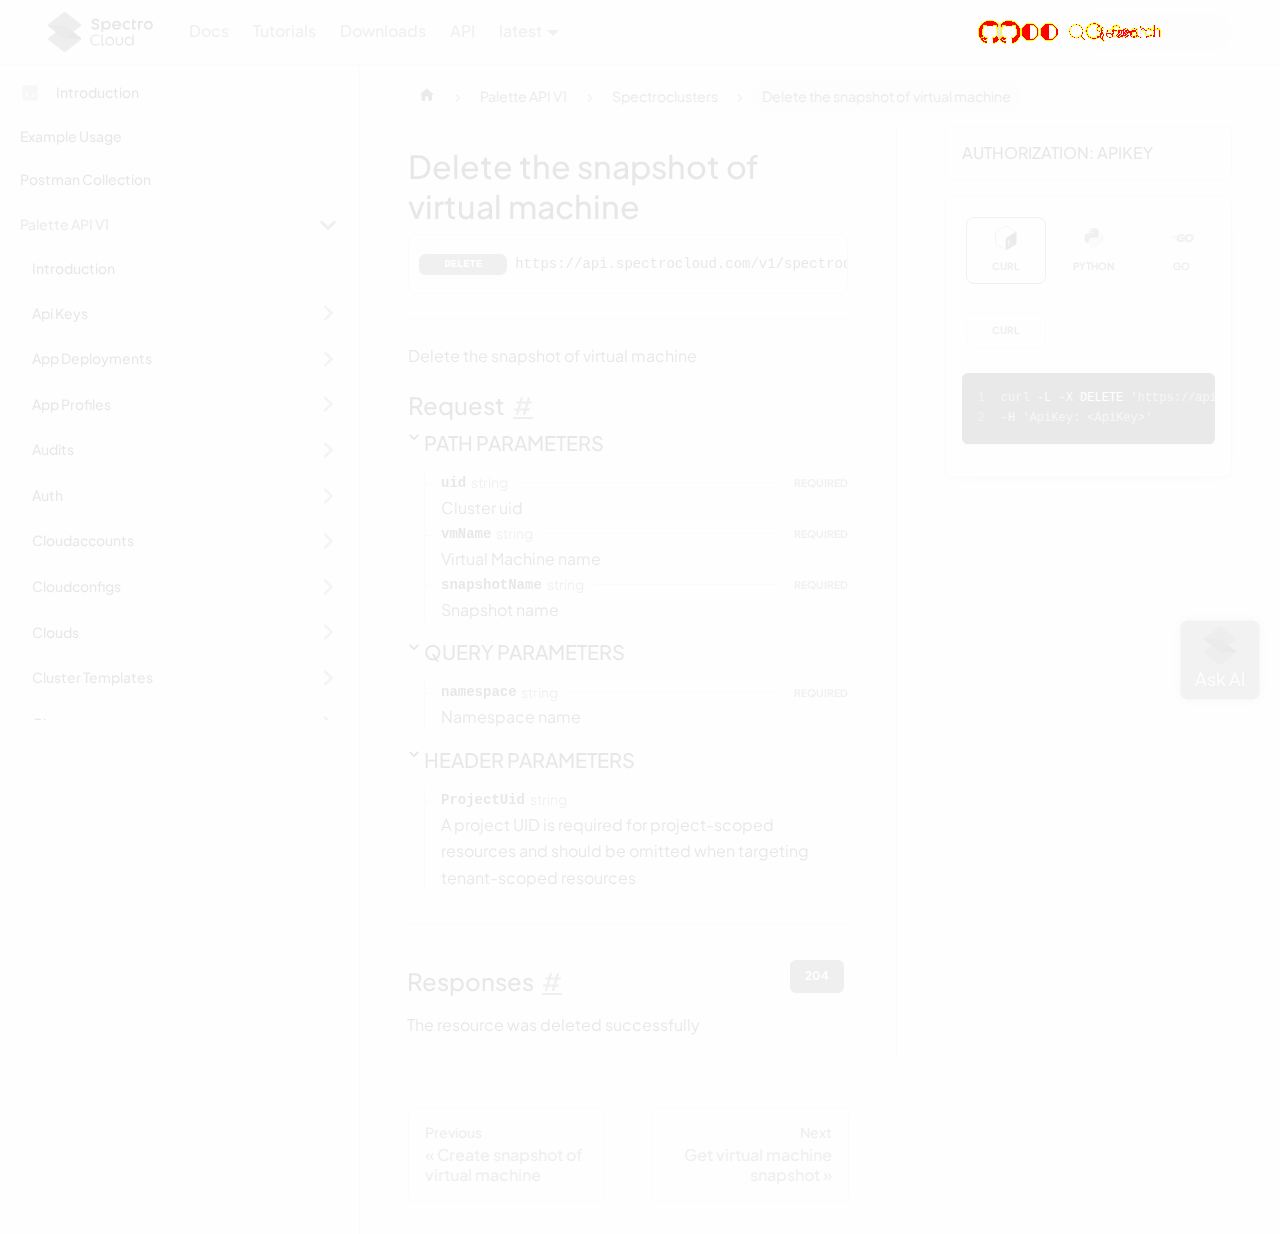 Spectro Cloud
Docs Tutorials Downloads API latest
Search
Introduction
Example Usage
Postman Collection
Palette API V1
Introduction
Api Keys
App Deployments
App Profiles
Audits
Auth
Cloudaccounts
Cloudconfigs
Clouds
Cluster Templates
Palette API V1 Spectroclusters Delete the snapshot of virtual machine
Delete the snapshot of
virtual machine
DELETE https://api.spectrocloud.com/v1/spectroc
Delete the snapshot of virtual machine
Request #
PATH PARAMETERS
uid string REQUIRED
Cluster uid
vmName string REQUIRED
Virtual Machine name
snapshotName string REQUIRED
Snapshot name
QUERY PARAMETERS
namespace string REQUIRED
Namespace name
HEADER PARAMETERS
ProjectUid string
A project UID is required for project-scoped
resources and should be omitted when targeting
tenant-scoped resources
Responses #
204
The resource was deleted successfully
Previous
« Create snapshot of
virtual machine
Next
Get virtual machine
snapshot »
AUTHORIZATION: APIKEY
CURL PYTHON GO
GO
CURL
1 curl -L -X DELETE 'https://api
2 -H 'ApiKey: <ApiKey>'
Ask AI